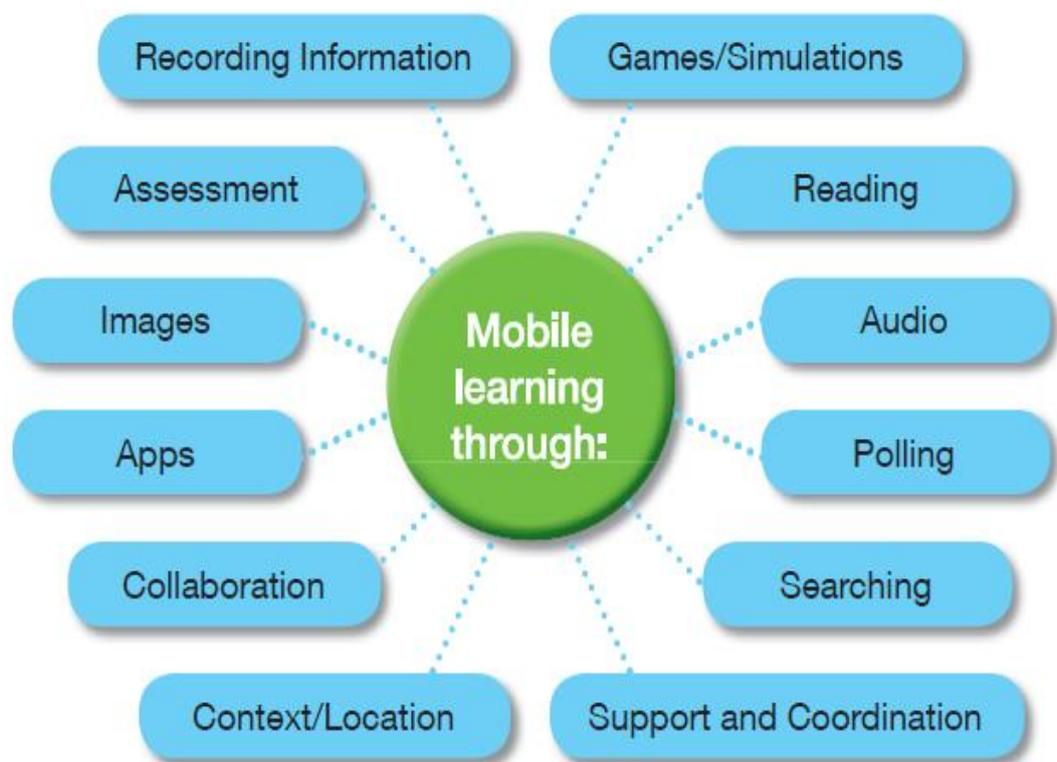 Recording Information
Games/Simulations
Assessment
Reading
Images
Mobile
learning
through:
Audio
Apps
Polling
Collaboration
Searching
Context/Location
Support and Coordination